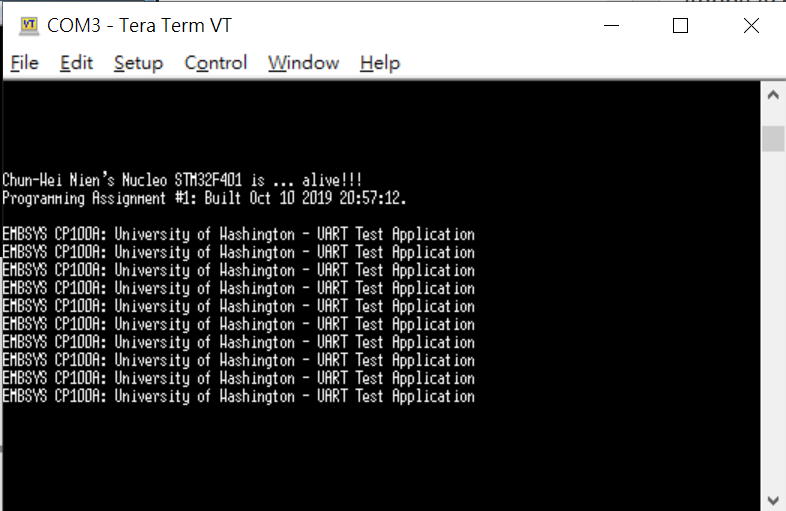 COM3 - Tera Term VT
File Edit Setup Control Window Help
Chun-Wei Nien's Nucleo STM32F401 is ... alive!!!
Programming Assignment #1: Built Oct 10 2019 20:57:12.
EMBSYS CP100A: University of Washington - UART Test Application
EMBSYS CP100A: University of Washington - UART Test Application
EMBSYS CP100A: University of Washington - UART Test Application
EMBSYS CP100A: University of Washington - UART Test Application
EMBSYS CP100A: University of Washington - UART Test Application
EMBSYS CP100A: University of Washington - UART Test Application
EMBSYS CP100A: University of Washington - UART Test Application
EMBSYS CP100A: University of Washington - UART Test Application
EMBSYS CP100A: University of Washington - UART Test Application
EMBSYS CP100A: University of Washington - UART Test Application